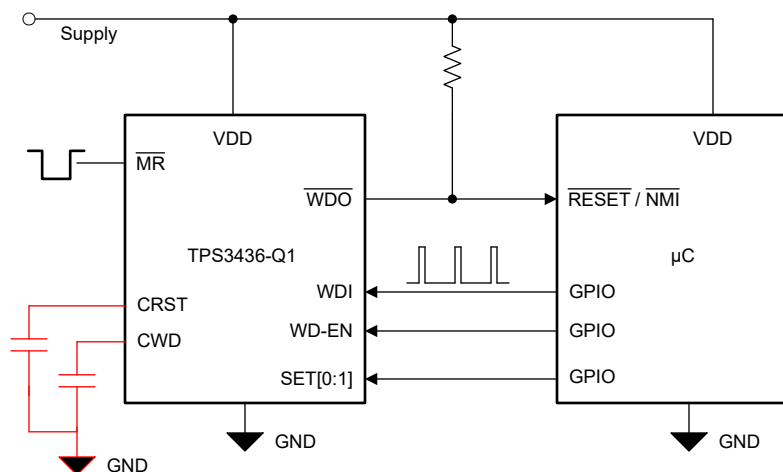 Supply
VDD
VDD
MR
WDO
RESET / NMI
TPS3436-Q1
µC
WDI
GPIO
CRST
WD-EN
GPIO
CWD
SET[0:1]
GPIO
GND
GND
GND